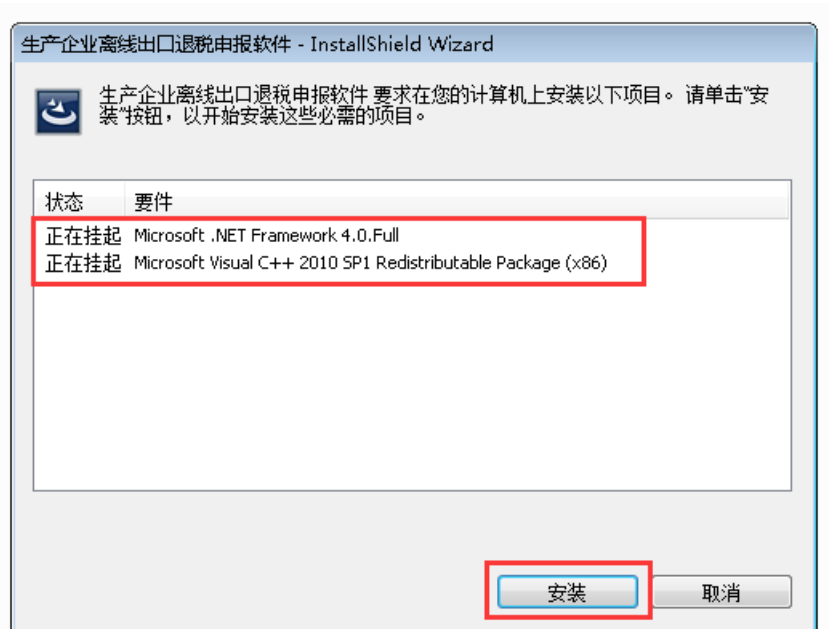 生产企业离线出口退税申报软件 - InstallShield Wizard
生产企业离线出口退税申报软件 要求在您的计算机上安装以下项目。 请单击“安
装”按钮，以开始安装这些必需的项目。
状态 要件
正在挂起 Microsoft .NET Framework 4.0.Full
正在挂起 Microsoft Visual C++ 2010 SP1 Redistributable Package (x86)
安装 取消